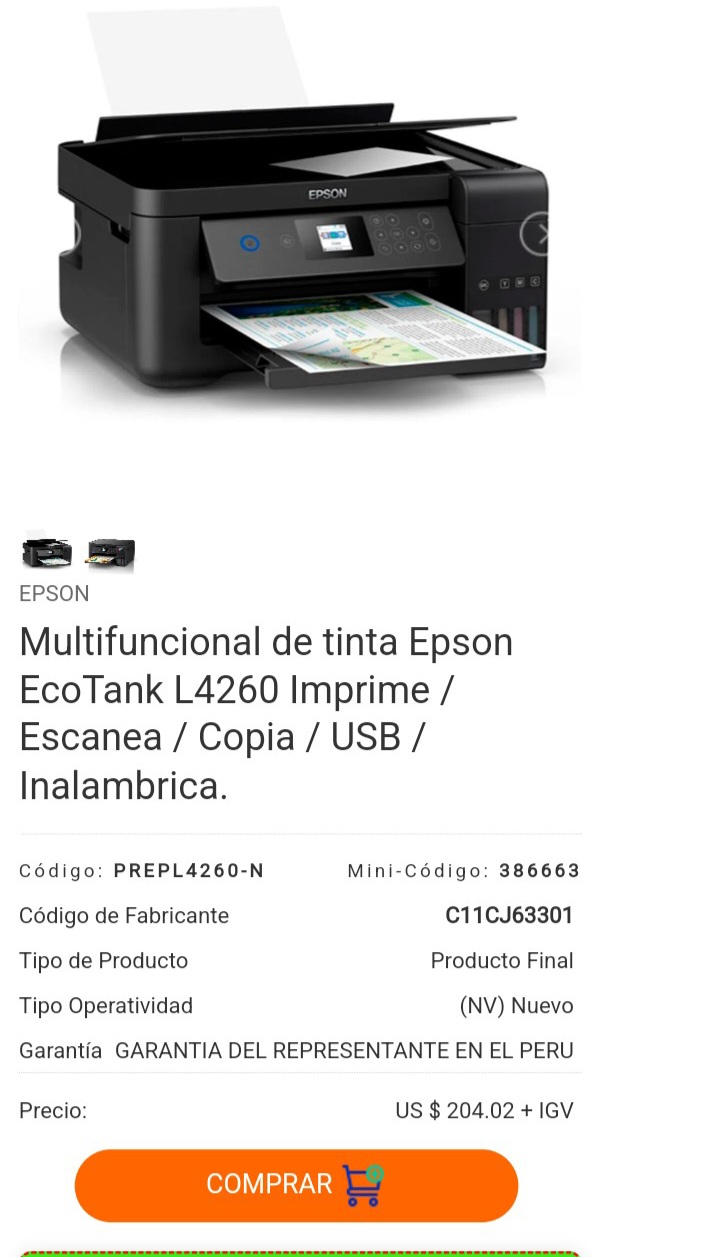 EPSON
EPSON
Multifuncional de tinta Epson
EcoTank L4260 Imprime /
Escanea / Copia / USB /
Inalambrica.
Código: PREPL4260-N Mini-Código: 386663
Código de Fabricante C11CJ63301
Tipo de Producto Producto Final
Tipo Operatividad (NV) Nuevo
Garantía GARANTIA DEL REPRESENTANTE EN EL PERU
Precio: US $ 204.02 + IGV
COMPRAR